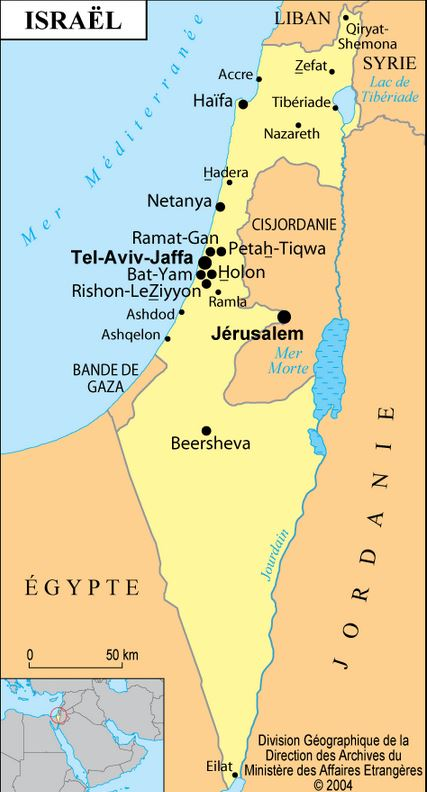 ISRAËL
LIBAN
Qiryat-
Shemona
SYRIE
Lac de
Tibériade
Mer Méditerranée
Accre
Zefat
Haïfa
Tibériade
Nazareth
Hadera
Netanya
CISJORDANIE
Ramat-Gan
Petah-Tiqwa
Tel-Aviv-Jaffa
Bat-Yam
Holon
Rishon-LeZiyyon
Ramla
Ashdod
Jérusalem
Ashqelon
Mer
Morte
BANDE DE
GAZA
Beersheva
JORDANIE
Jourdain
ÉGYPTE
0 50 km
Eilat
Division Géographique de la
Direction des Archives du
Ministère des Affaires Etrangères
© 2004